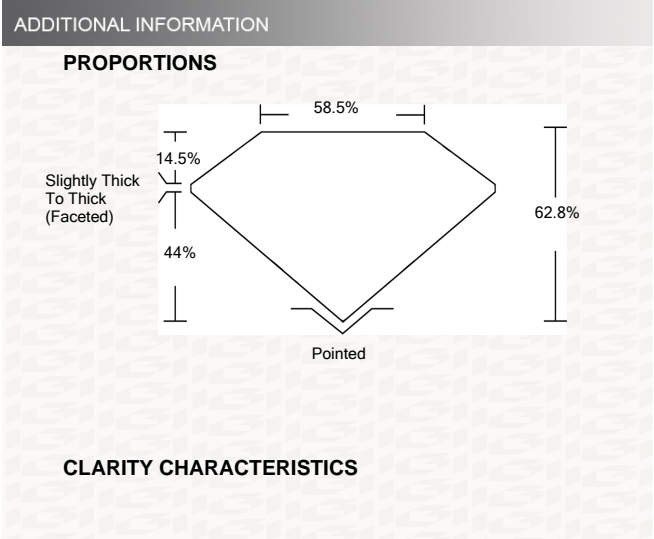 ADDITIONAL INFORMATION
PROPORTIONS
58.5%
14.5%
Slightly Thick
To Thick
(Faceted)
62.8%
44%
Pointed
CLARITY CHARACTERISTICS